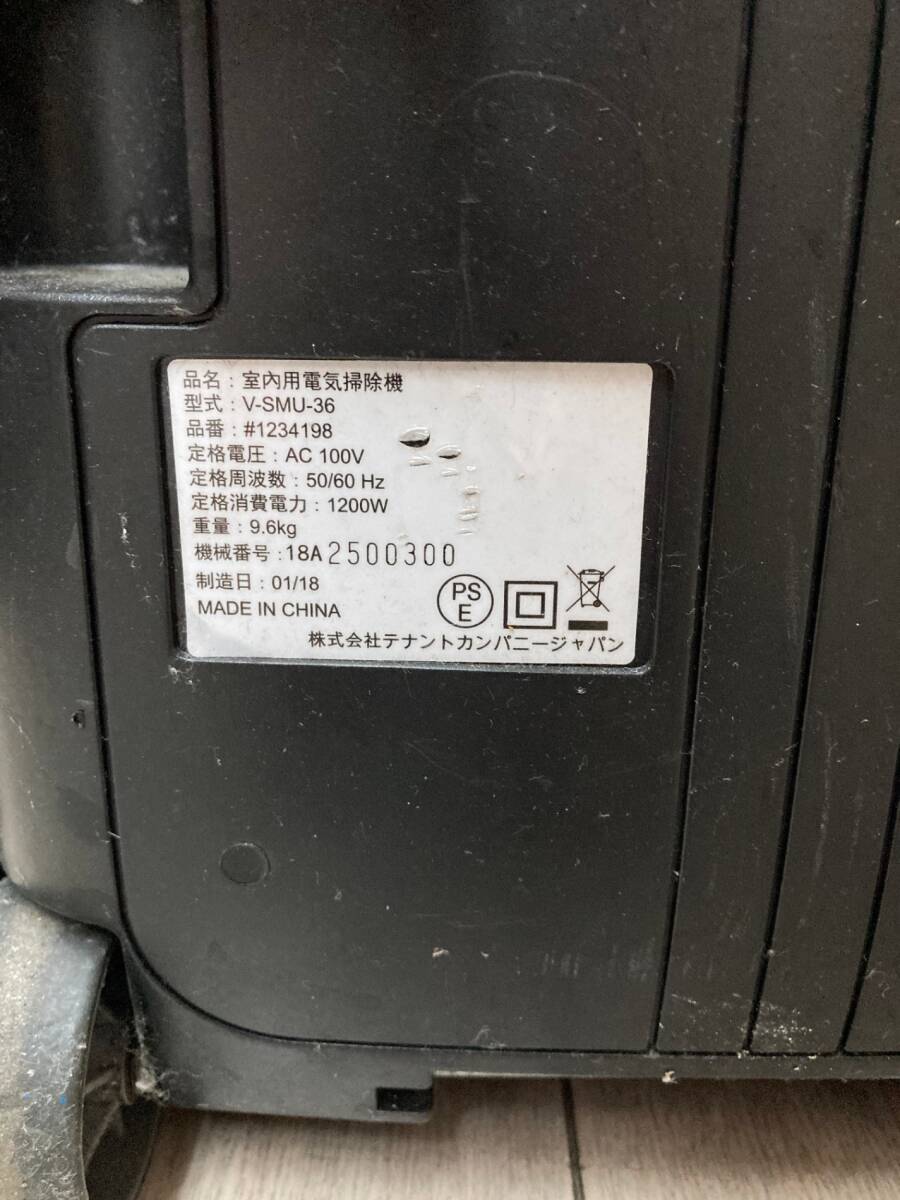 品名：室内用電気掃除機
型式：V-SMU-36
品番：#1234198
定格電圧：AC 100V
定格周波数：50/60 Hz
定格消費電力：1200W
重量：9.6kg
機械番号：18A2500300
制造日：01/18
MADE IN CHINA
PS
E
株式会社テナントカンパニージャパン